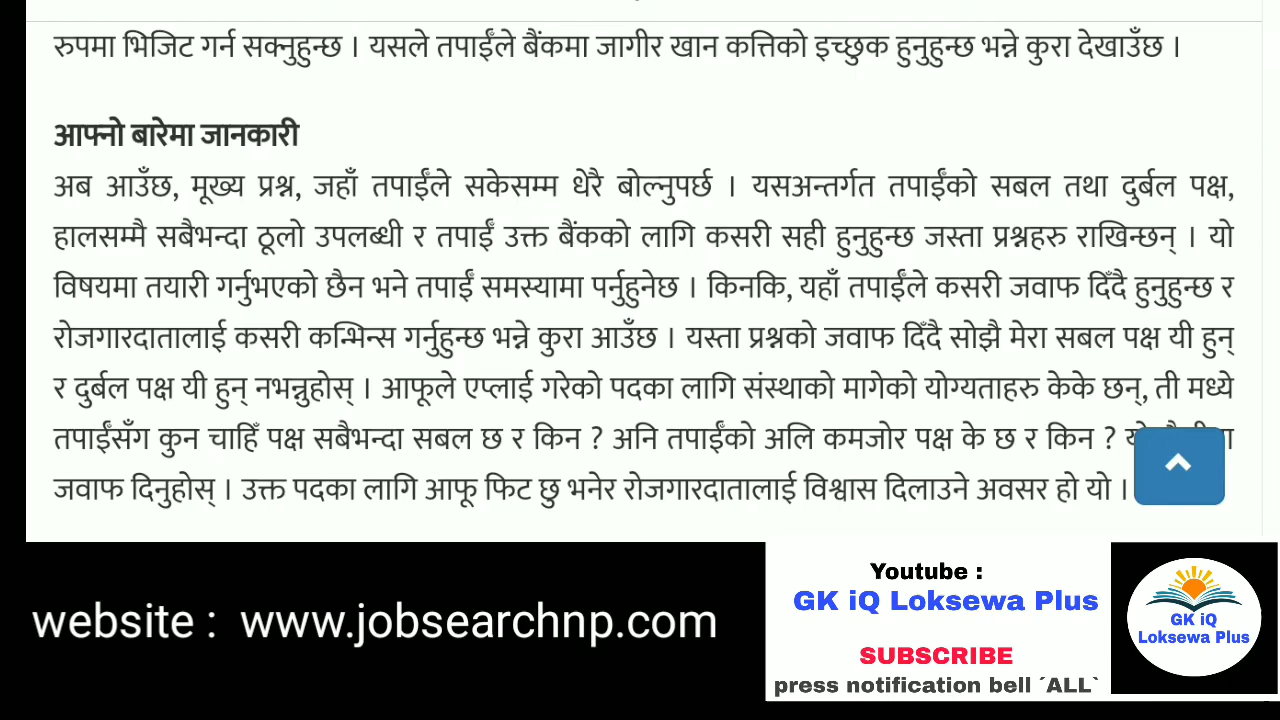 रुपमा भिजिट गर्न सक्नुहुन्छ । यसले तपाईँले बैंकमा जागीर खान कत्तिको इच्छुक हुनुहुन्छ भन्ने कुरा देखाउँछ ।
आफ्नो बारेमा जानकारी
अब आउँछ, मूख्य प्रश्न, जहाँ तपाईँले सकेसम्म धेरै बोल्नुपर्छ । यसअन्तर्गत तपाईँको सबल तथा दुर्बल पक्ष,
हालसम्मै सबैभन्दा ठूलो उपलब्धी र तपाईँ उक्त बैंकको लागि कसरी सही हुनुहुन्छ जस्ता प्रश्नहरु राखिन्छन् । यो
विषयमा तयारी गर्नुभएको छैन भने तपाईँ समस्यामा पर्नुहुनेछ । किनकि, यहाँ तपाईँले कसरी जवाफ दिँदै हुनुहुन्छ र
रोजगारदातालाई कसरी कन्भिन्स गर्नुहुन्छ भन्ने कुरा आउँछ । यस्ता प्रश्नको जवाफ दिँदै सोझै मेरा सबल पक्ष यी हुन्
र दुर्बल पक्ष यी हुन् नभन्नुहोस् । आफूले एप्लाई गरेको पदका लागि संस्थाको मागेको योग्यताहरु केके छन्, ती मध्ये
तपाईँसँग कुन चाहिँ पक्ष सबैभन्दा सबल छ र किन ? अनि तपाईँको अलि कमजोर पक्ष के छ र किन ?
जवाफ दिनुहोस् । उक्त पदका लागि आफू फिट छु भनेर रोजगारदातालाई विश्वास दिलाउने अवसर हो यो ।
website : www.jobsearchnp.com
Youtube :
GK iQ Loksewa Plus
SUBSCRIBE
press notification bell ´ALL`
GK iQ
Loksewa Plus